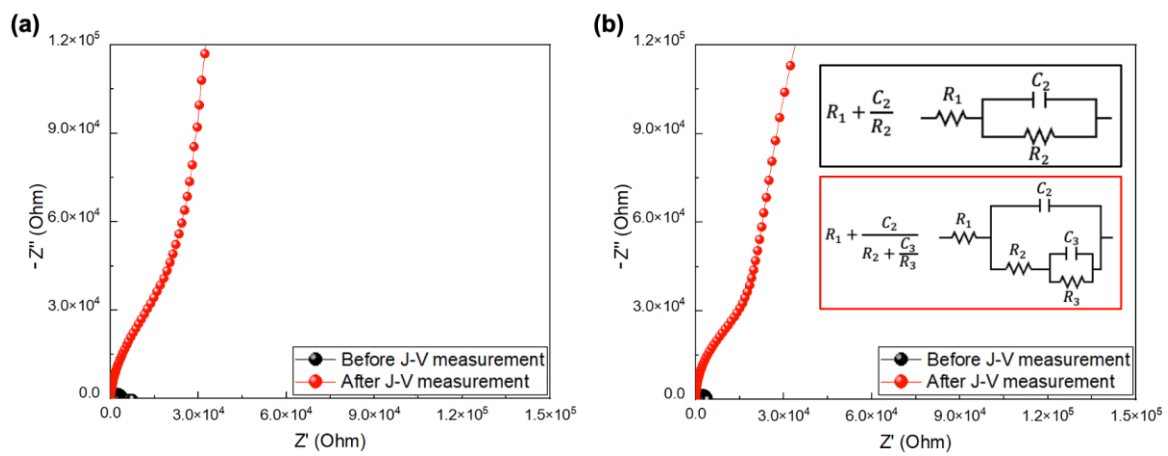 (a)
1.2×10⁵
9.0×10⁴
6.0×10⁴
3.0×10⁴
0.0
- Z'' (Ohm)
Before J-V measurement
After J-V measurement
0.0 3.0×10⁴ 6.0×10⁴ 9.0×10⁴ 1.2×10⁵ 1.5×10⁵
Z' (Ohm)
(b)
1.2×10⁵
9.0×10⁴
6.0×10⁴
3.0×10⁴
0.0
- Z'' (Ohm)
R₁ + C₂/R₂
R₁ C₂ R₂
R₁ + C₂/(R₂ + C₃/R₃)
R₁ C₂ R₂ C₃ R₃
Before J-V measurement
After J-V measurement
0.0 3.0×10⁴ 6.0×10⁴ 9.0×10⁴ 1.2×10⁵ 1.5×10⁵
Z' (Ohm)